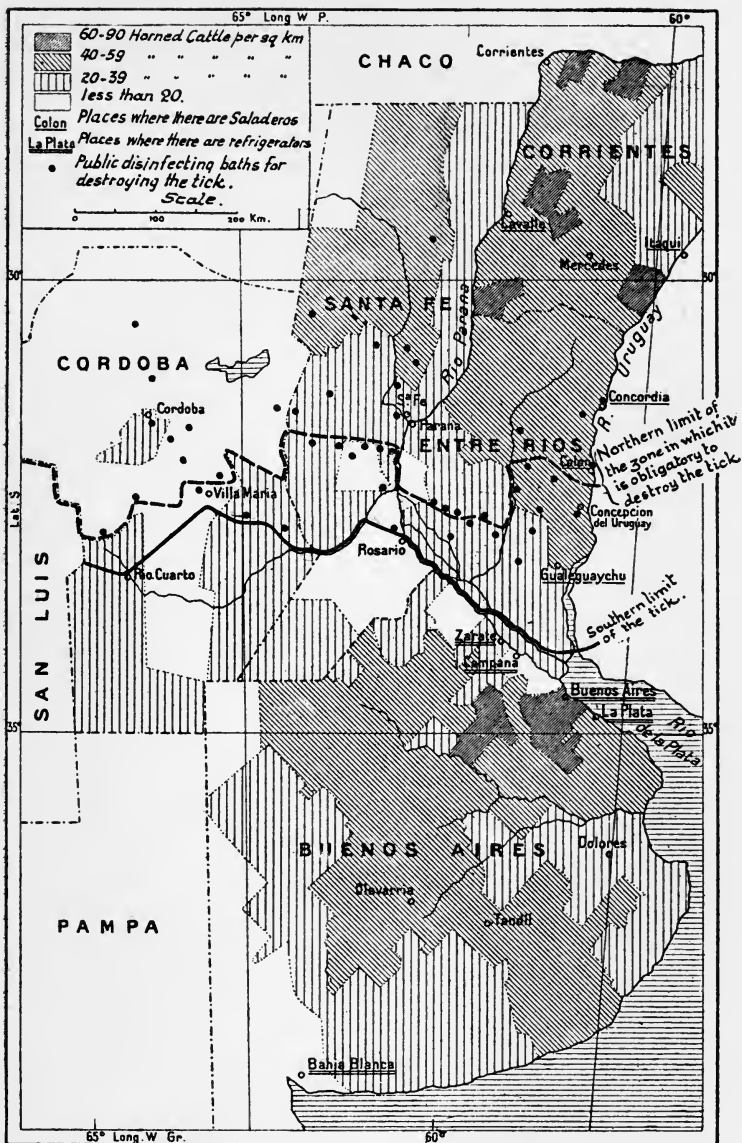 65° Long W P.
60°
60-90 Horned Cattle per sq km
40-59 " " " " "
20-39 " " " " "
less than 20.
Colon Places where there are Saladeros
La Plata Places where there are refrigerators
Public disinfecting baths for
destroying the tick.
Scale.
0 100 200 Km.
CHACO
Corrientes
CORRIENTES
Cavalle
Itaqui
Mercedes
30°
30°
SANTA FE
Rio Parana
R. Uruguay
CORDOBA
Cordoba
Sª Fe
Parana
Concordia
ENTRE RIOS
Northern limit of
the zone in which it
is obligatory to
destroy the tick.
Colon
Lat. S
Villa Maria
Concepcion
del Uruguay
Rosario
Rio Cuarto
Gualeguaychu
Southern limit
of the tick.
SAN LUIS
Zarate
Campana
Buenos Aires
La Plata
35°
Rio
de la Plata
BUENOS AIRES
Dolores
Olavarria
Tandil
PAMPA
Bahia Blanca
65° Long. W Gr.
60°